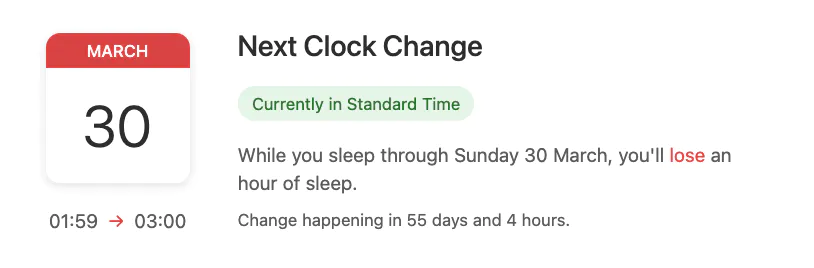 MARCH
30
01:59 → 03:00
Next Clock Change
Currently in Standard Time
While you sleep through Sunday 30 March, you'll lose an
hour of sleep.
Change happening in 55 days and 4 hours.